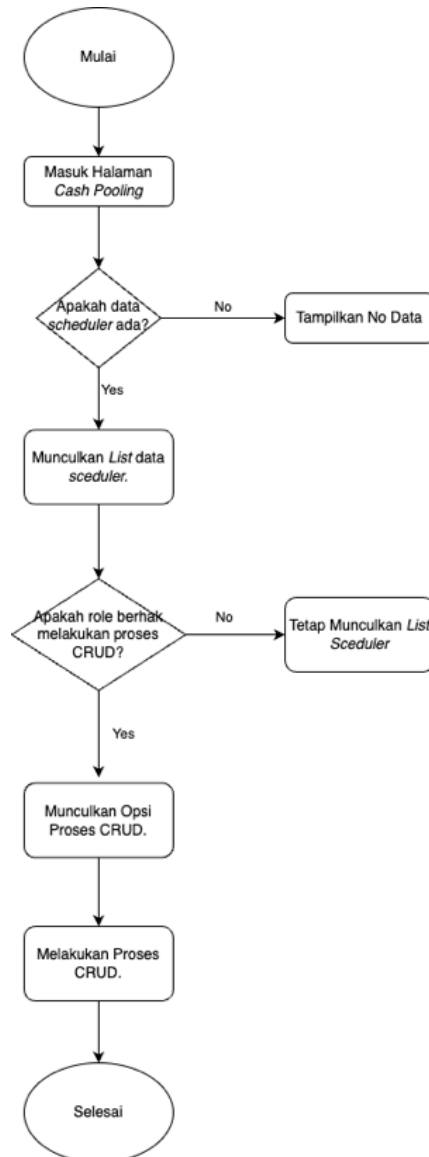 Mulai
Masuk Halaman
Cash Pooling
Apakah data
scheduler ada?
No
Tampilkan No Data
Yes
Munculkan List data
sceduler.
Apakah role berhak
melakukan proses
CRUD?
No
Tetap Munculkan List
Sceduler
Yes
Munculkan Opsi
Proses CRUD.
Melakukan Proses
CRUD.
Selesai